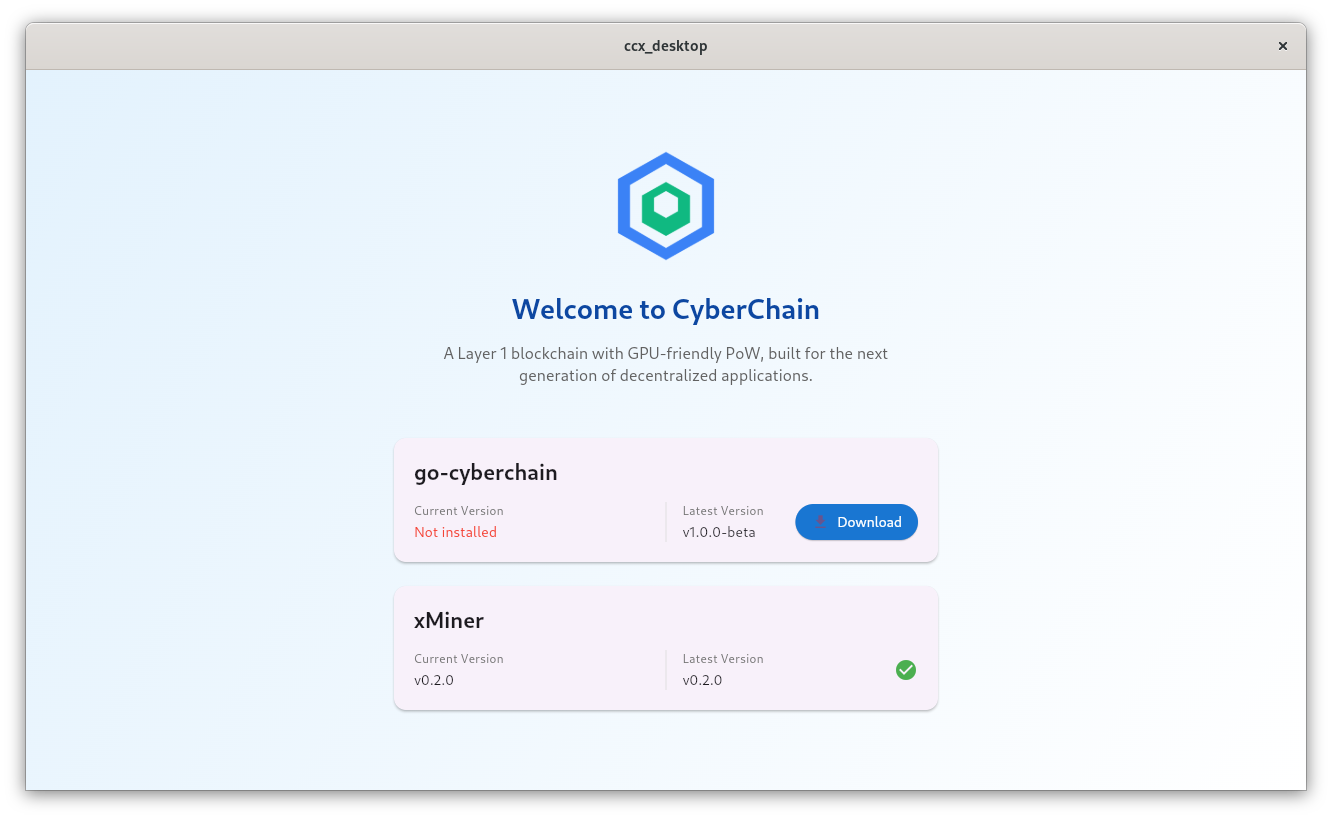 ccx_desktop
Welcome to CyberChain
A Layer 1 blockchain with GPU-friendly PoW, built for the next
generation of decentralized applications.
go-cyberchain
Current Version
Not installed
Latest Version
v1.0.0-beta
Download
xMiner
Current Version
v0.2.0
Latest Version
v0.2.0